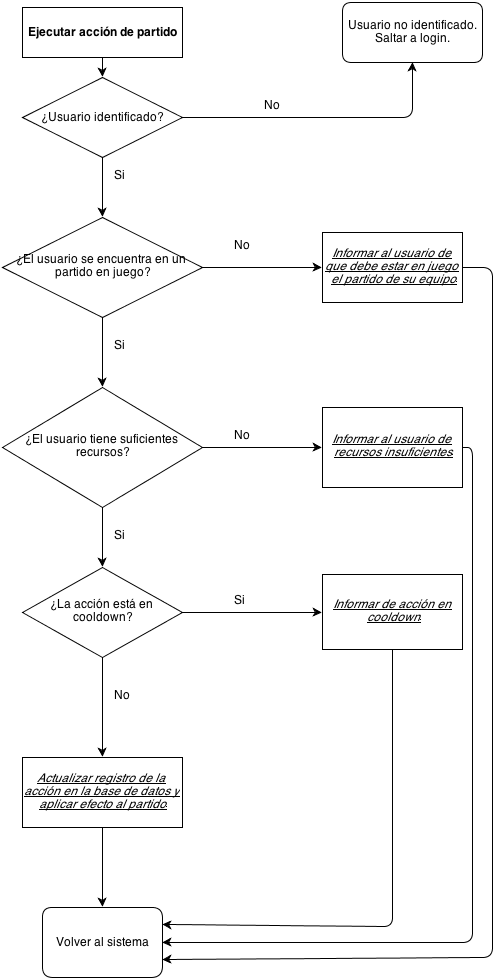 Ejecutar acción de partido
Usuario no identificado.
Saltar a login.
¿Usuario identificado?
No
Si
¿El usuario se encuentra en un
partido en juego?
No
Informar al usuario de
que debe estar en juego
el partido de su equipo
Si
¿El usuario tiene suficientes
recursos?
No
Informar al usuario de
recursos insuficientes
Si
¿La acción está en
cooldown?
Si
Informar de acción en
cooldown
No
Actualizar registro de la
acción en la base de datos y
aplicar efecto al partido
Volver al sistema